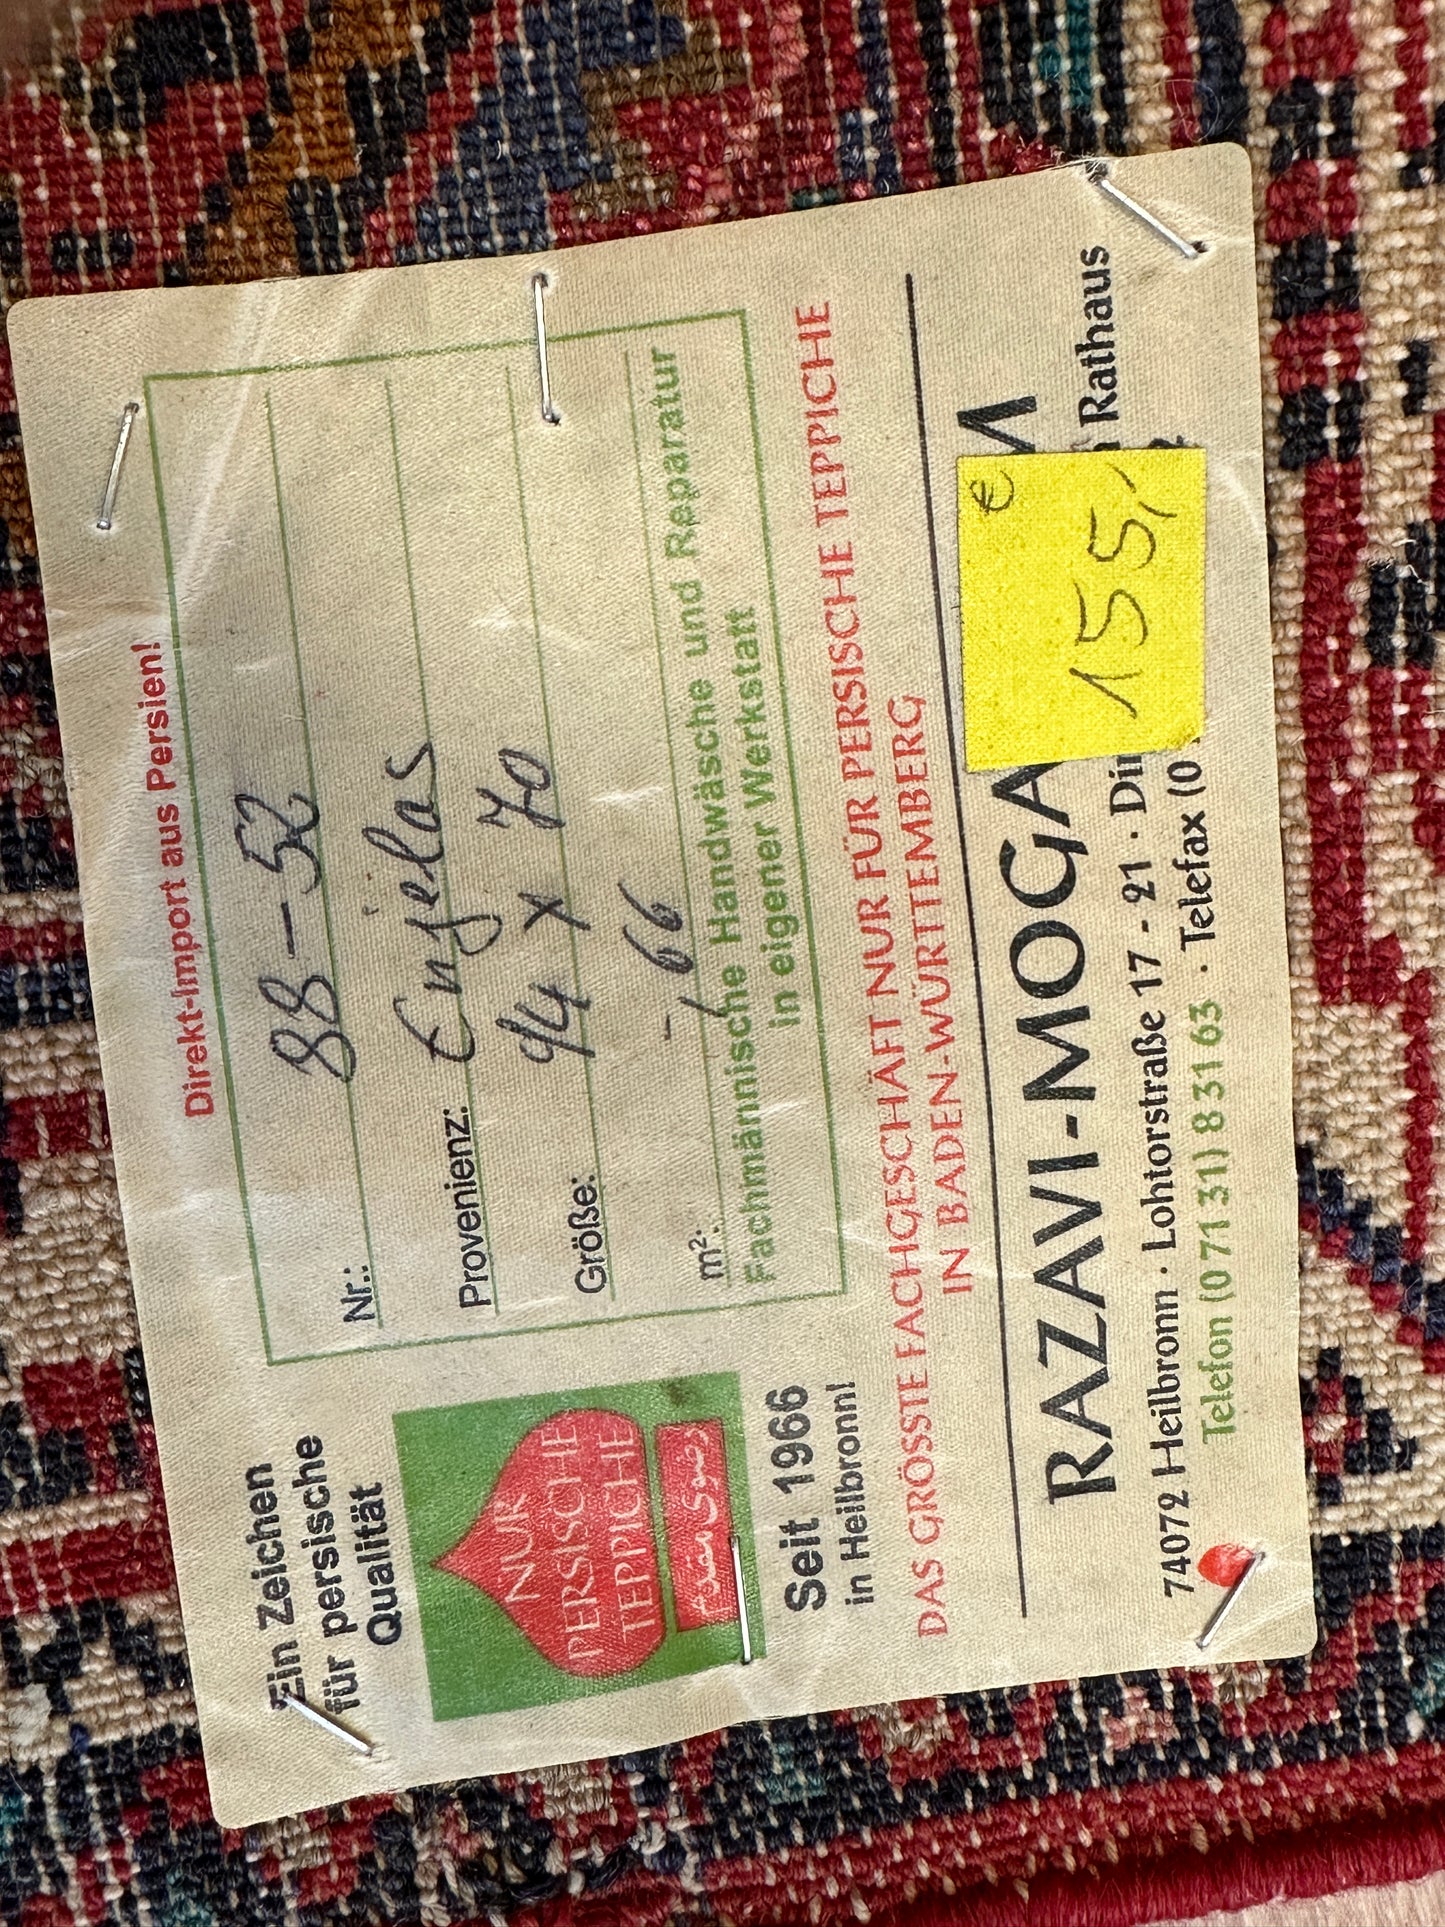 Direkt-Import aus Persien!
Ein Zeichen
für persische
Qualität
NUR
PERSISCHE
TEPPICHE
Seit 1966
in Heilbronn!
Nr.: 88-52
Provenienz: Enjelas
Größe: 94 x 70
m²: -,66
Fachmännische Handwäsche und Reparatur
in eigener Werkstatt
DAS GRÖSSTE FACHGESCHÄFT NUR FÜR PERSISCHE TEPPICHE
IN BADEN-WÜRTTEMBERG
RAZAVI-MOGA
€
155,-
74072 Heilbronn · Lohtorstraße 17 - 21 · Rathaus
Telefon (0 71 31) 8 31 63 · Telefax (0